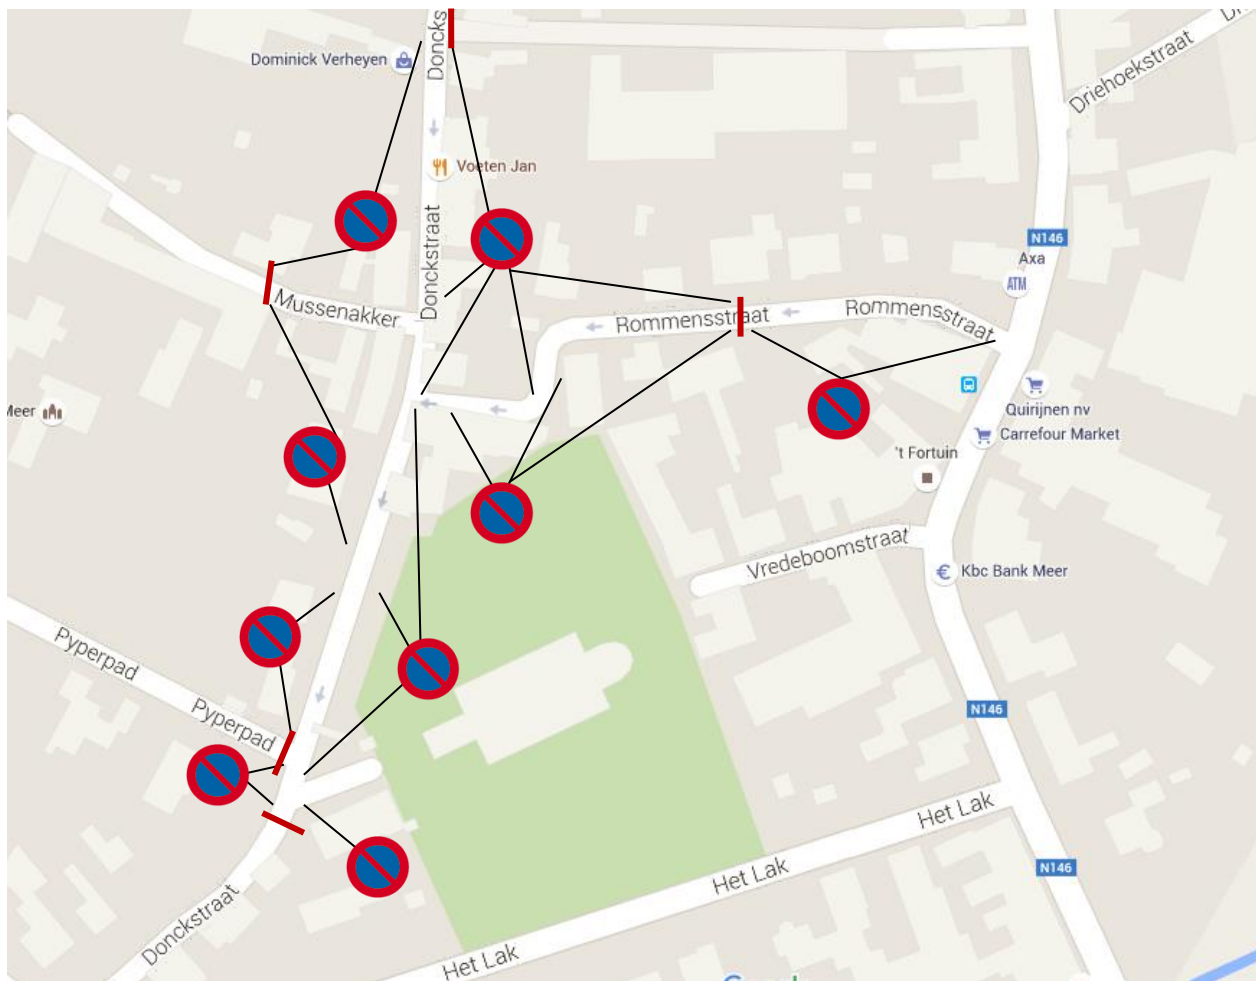 Doncks
Dominick Verheyen
Driehoekstraat
Voeten Jan
Donckstraat
N146
Axa
ATM
Mussenakker
Rommensstraat
Rommensstraat
Quirijnen nv
Meer
Carrefour Market
't Fortuin
Vredeboomstraat
€ Kbc Bank Meer
Pyperpad
Pyperpad
N146
Het Lak
N146
Het Lak
Donckstraat
Het Lak